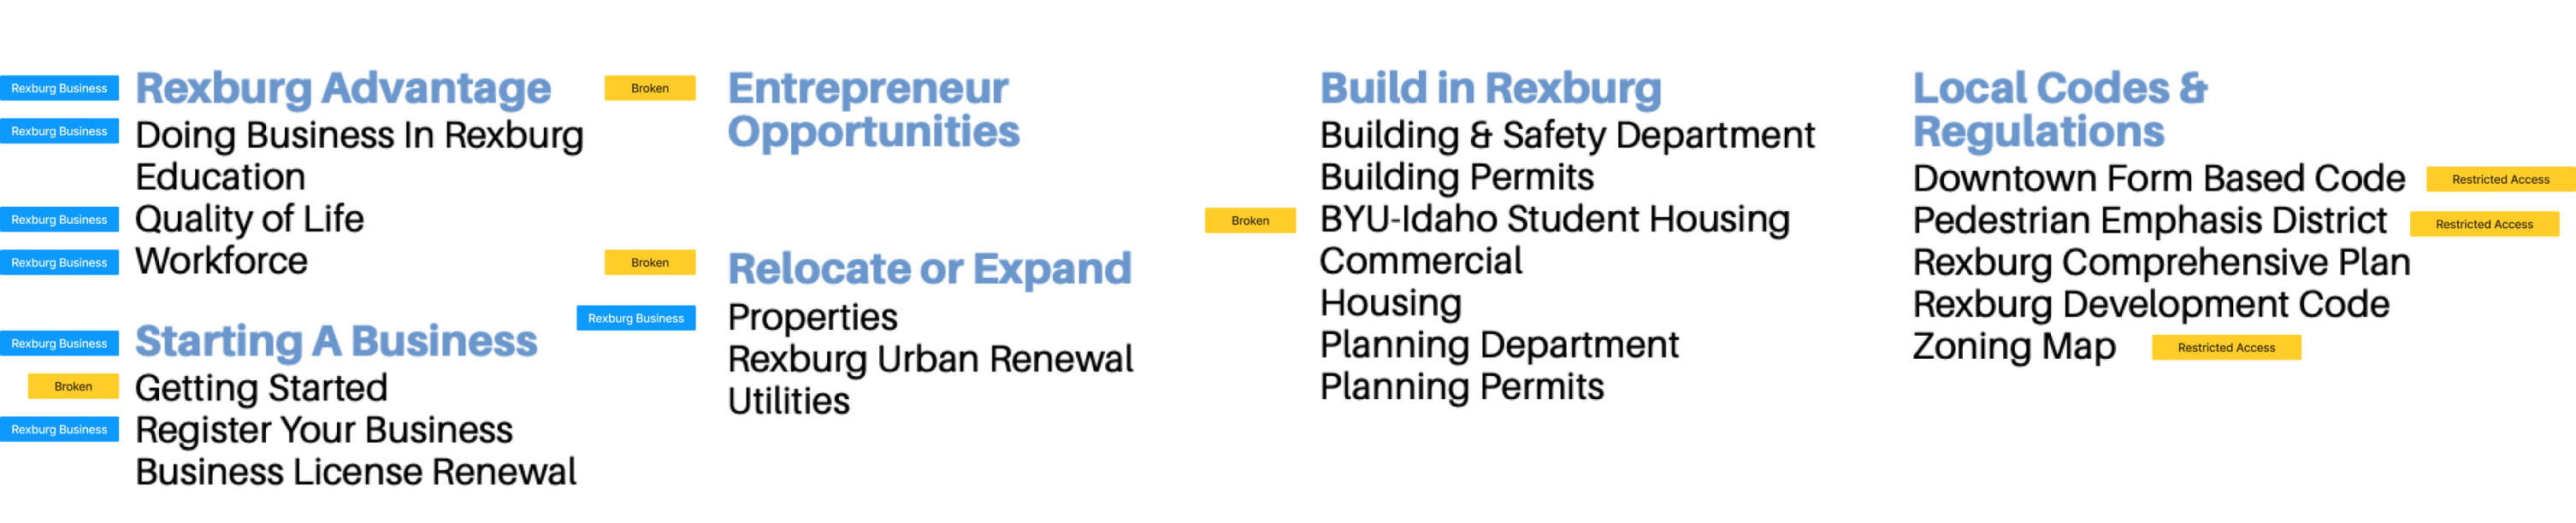 Rexburg Business
Rexburg Advantage
Rexburg Business
Doing Business In Rexburg
Education
Rexburg Business
Quality of Life
Rexburg Business
Workforce
Rexburg Business
Starting A Business
Broken
Getting Started
Rexburg Business
Register Your Business
Business License Renewal
Broken
Entrepreneur
Opportunities
Broken
Relocate or Expand
Rexburg Business
Properties
Rexburg Urban Renewal
Utilities
Build in Rexburg
Building & Safety Department
Building Permits
Broken
BYU-Idaho Student Housing
Commercial
Housing
Planning Department
Planning Permits
Local Codes &
Regulations
Downtown Form Based Code
Restricted Access
Pedestrian Emphasis District
Restricted Access
Rexburg Comprehensive Plan
Rexburg Development Code
Zoning Map
Restricted Access